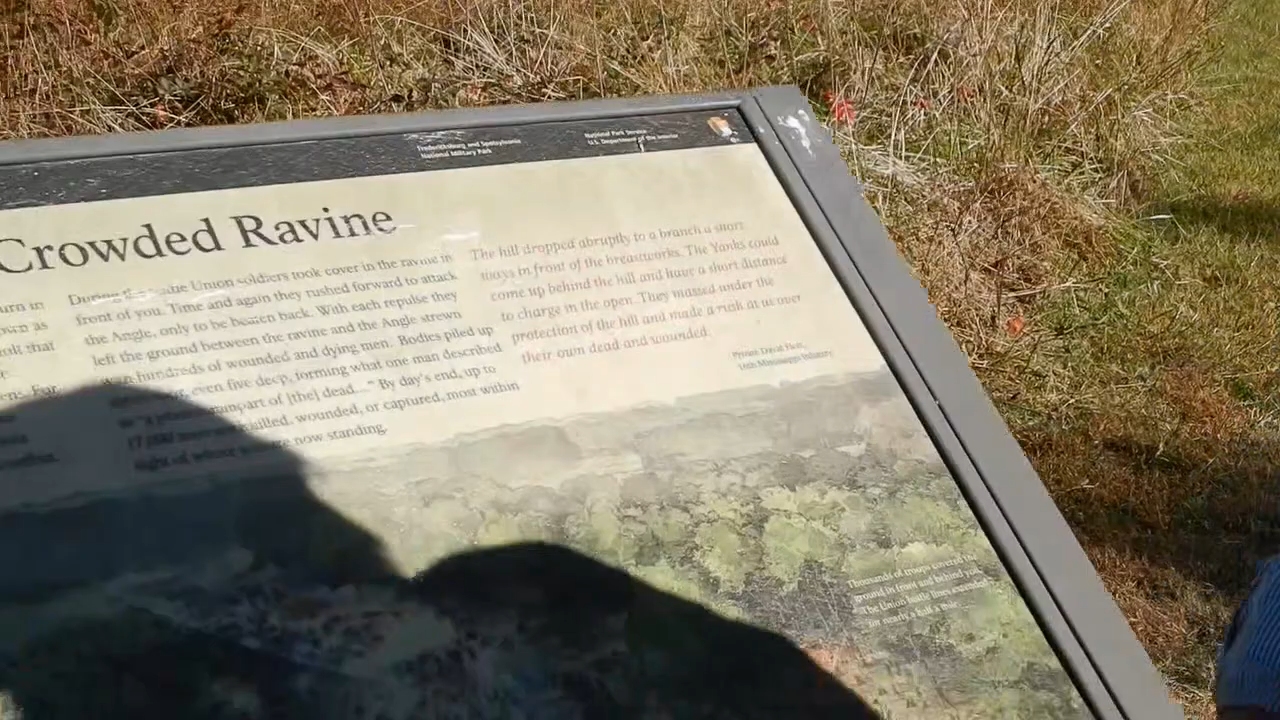 Fredericksburg and Spotsylvania
National Military Park
National Park Service
U.S. Department of the Interior
Crowded Ravine
urn in
During the battle Union soldiers took cover in the ravine in
front of you. Time and again they rushed forward to attack
the Angle, only to be beaten back. With each repulse they
left the ground between the ravine and the Angle strewn
hundreds of wounded and dying men. Bodies piled up
even five deep, forming what one man described
rampart of [the] dead...." By day's end, up to
killed, wounded, or captured, most within
now standing.
The hill dropped abruptly to a branch a short
ways in front of the breastworks. The Yanks could
come up behind the hill and have a short distance
to charge in the open. They massed under the
protection of the hill and made a rush at us over
their own dead and wounded.
Private David Holt,
16th Mississippi Infantry
Thousands of troops covered the
ground in front and behind you.
The Union battle lines extended
for nearly a half a mile.